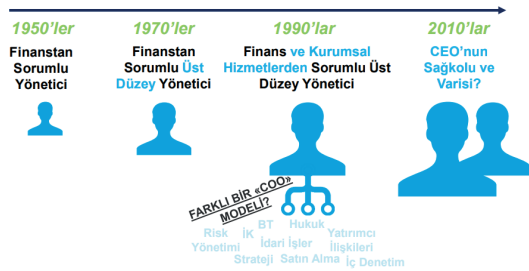 1950’ler
Finanstan
Sorumlu
Yönetici
1970’ler
Finanstan
Sorumlu Üst
Düzey Yönetici
1990’lar
Finans ve Kurumsal
Hizmetlerden Sorumlu Üst
Düzey Yönetici
2010’lar
CEO’nun
Sağkolu ve
Varisi?
FARKLI BİR «COO»
MODELİ?
Risk
Yönetimi
İK
BT
Hukuk
İdari İşler
Yatırımcı
İlişkileri
Strateji
Satın Alma
İç Denetim